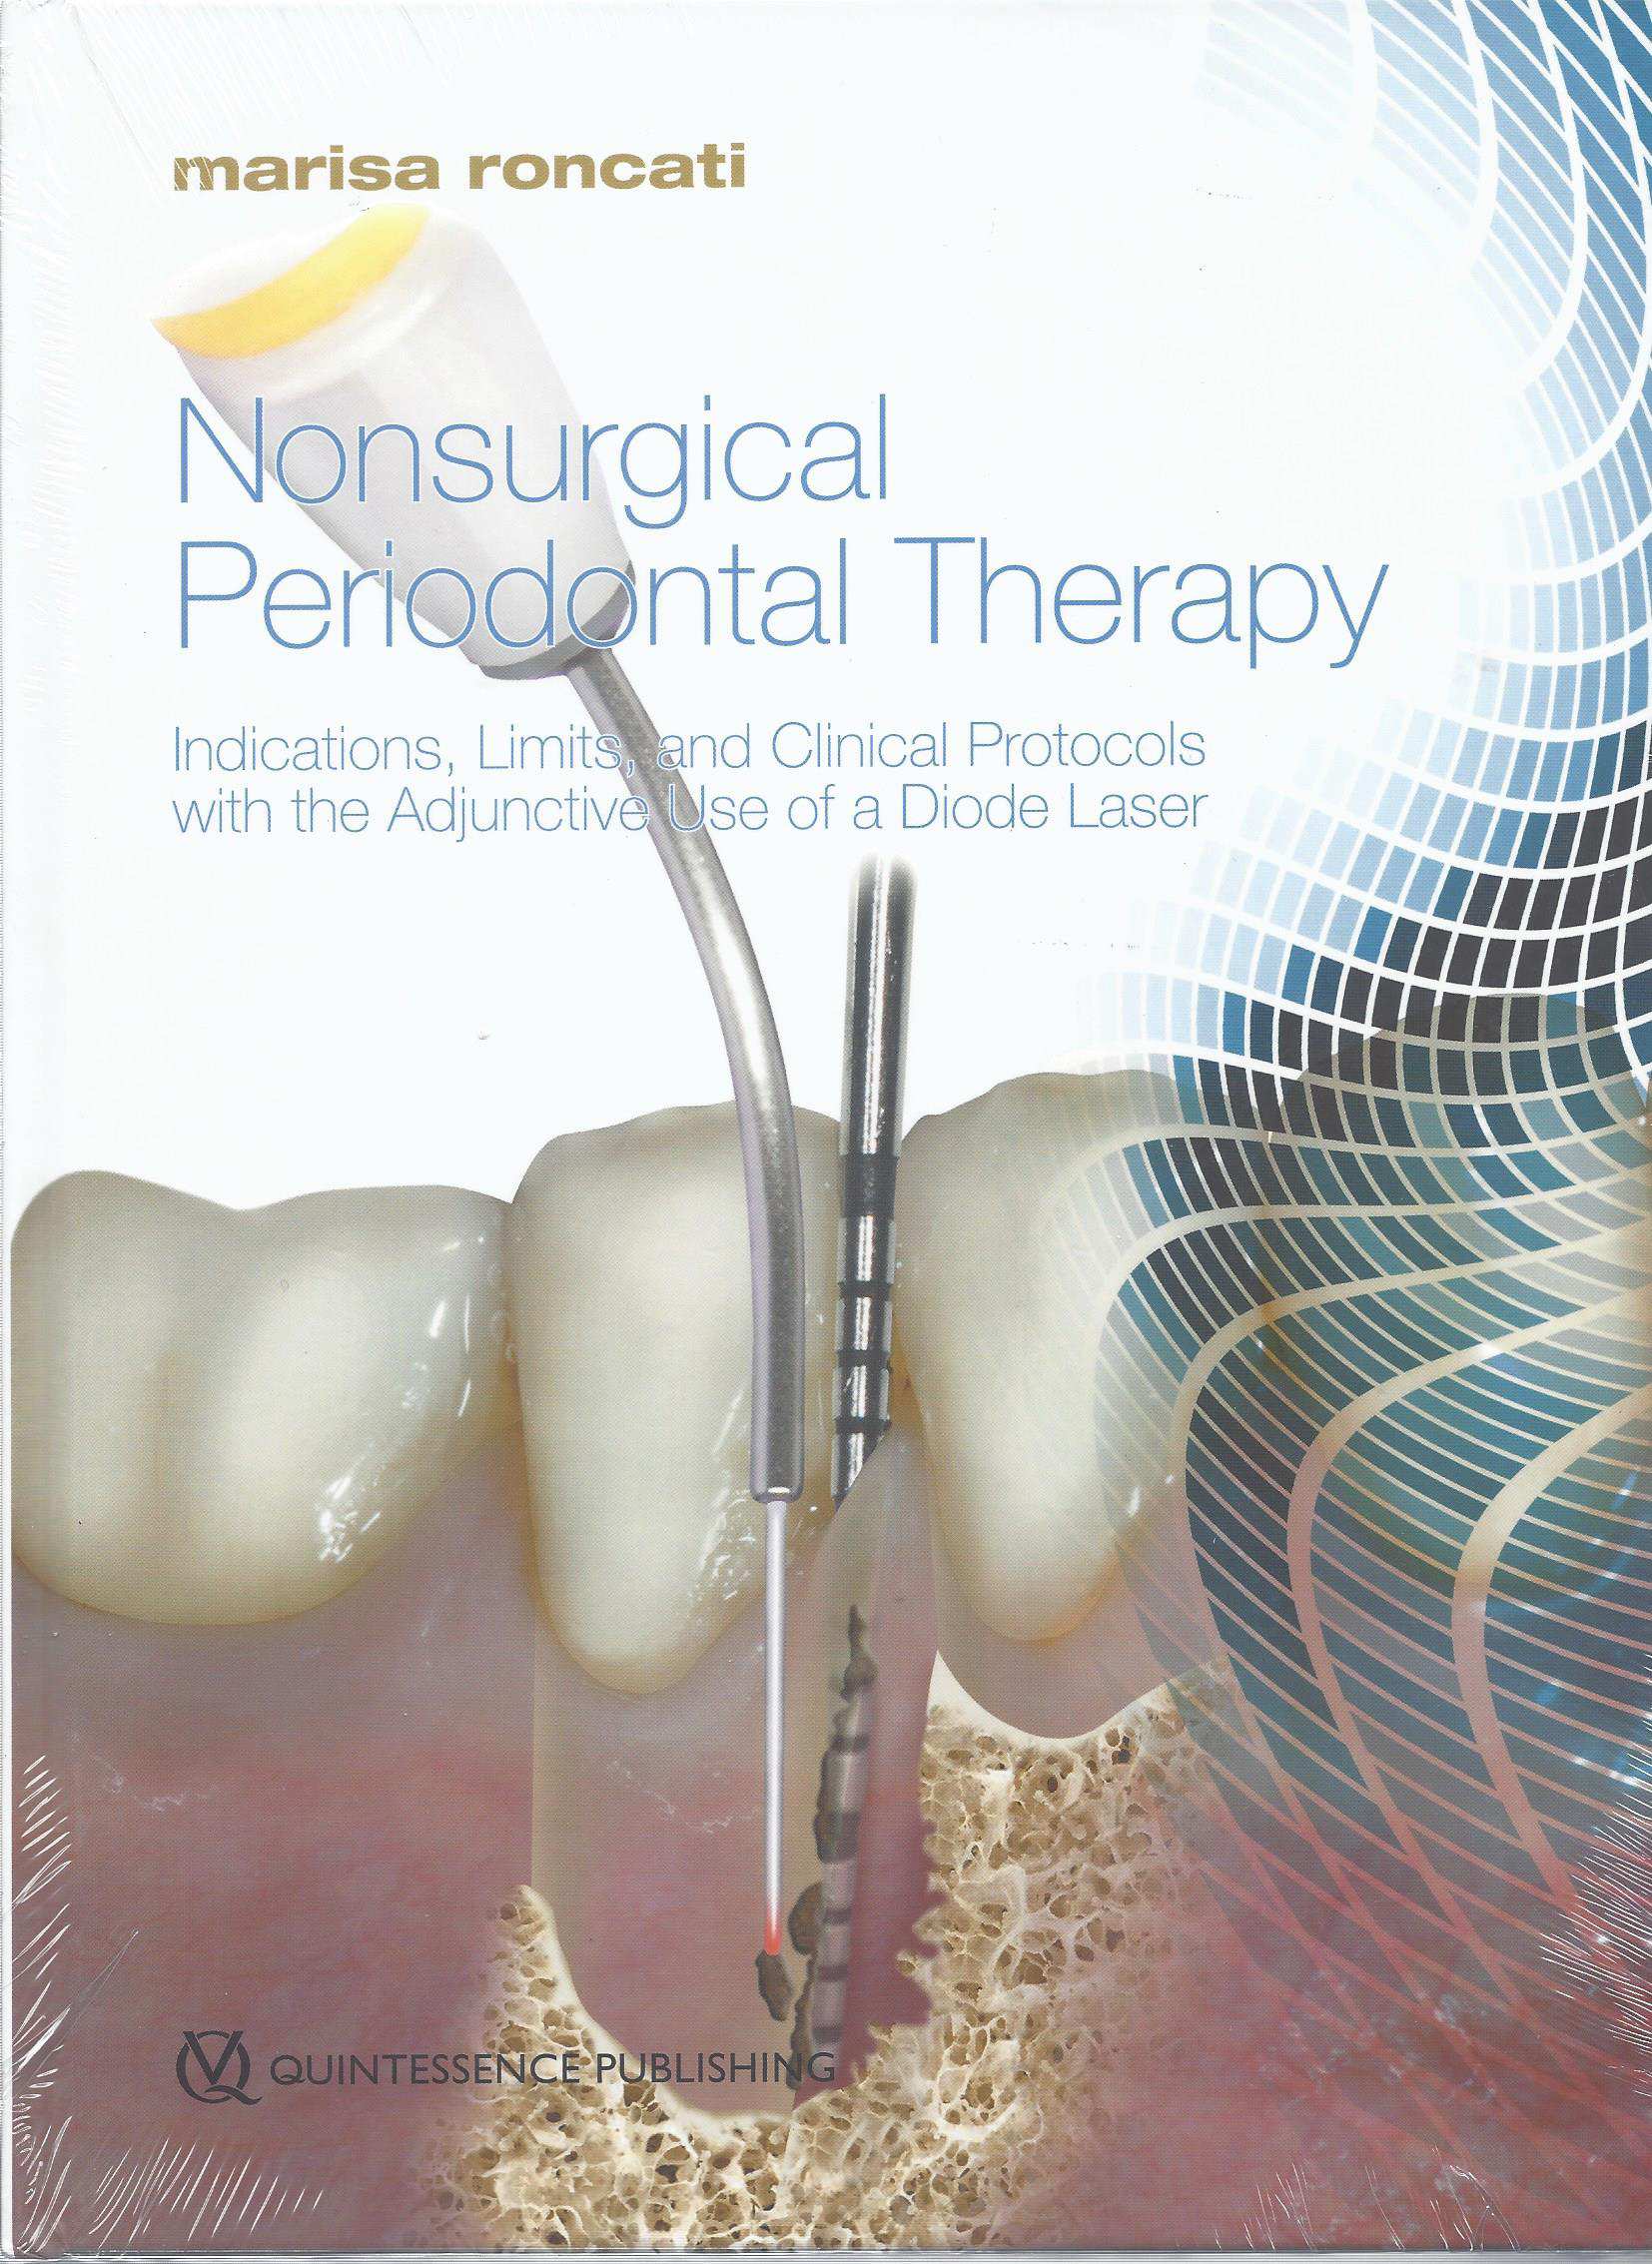 marisa roncati
Nonsurgical
Periodontal Therapy
Indications, Limits, and Clinical Protocols
with the Adjunctive Use of a Diode Laser
QUINTESSENCE PUBLISHING